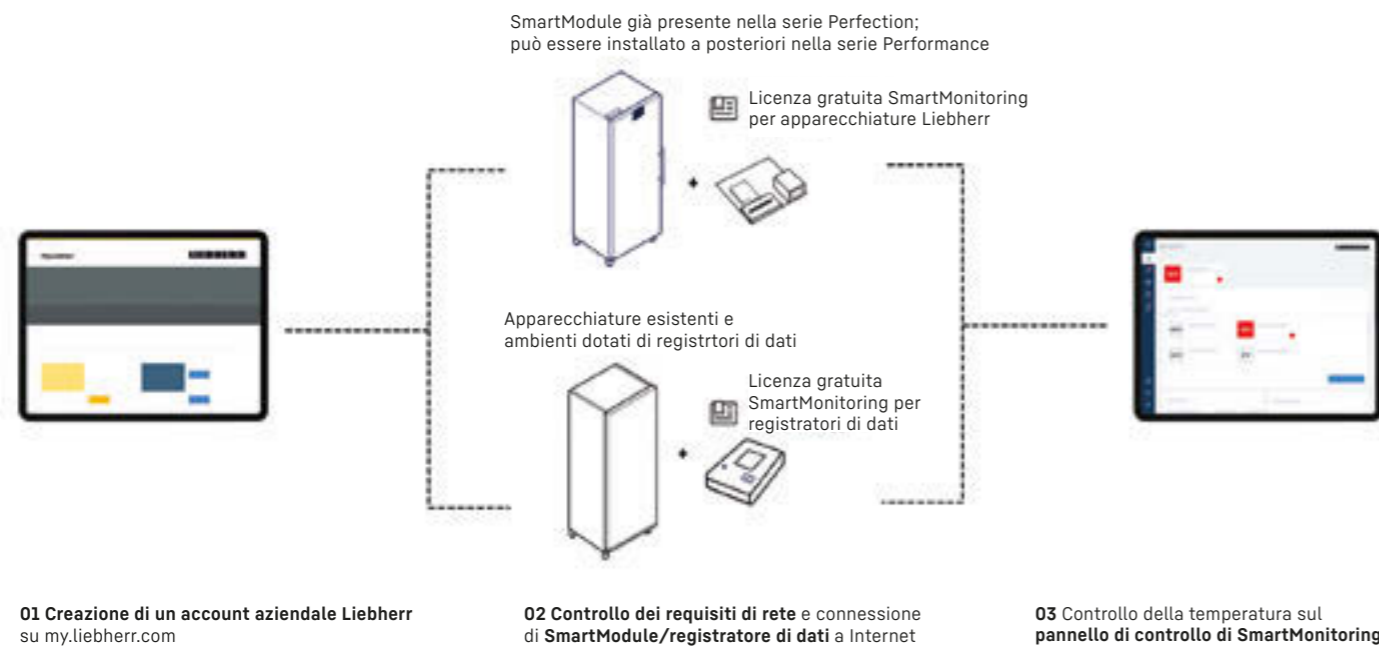 SmartModule già presente nella serie Perfection;
può essere installato a posteriori nella serie Performance
Licenza gratuita SmartMonitoring
per apparecchiature Liebherr
Apparecchiature esistenti e
ambienti dotati di registrtori di dati
Licenza gratuita
SmartMonitoring per
registratori di dati
01 Creazione di un account aziendale Liebherr
su my.liebherr.com
02 Controllo dei requisiti di rete e connessione
di SmartModule/registratore di dati a Internet
03 Controllo della temperatura sul
pannello di controllo di SmartMonitoring